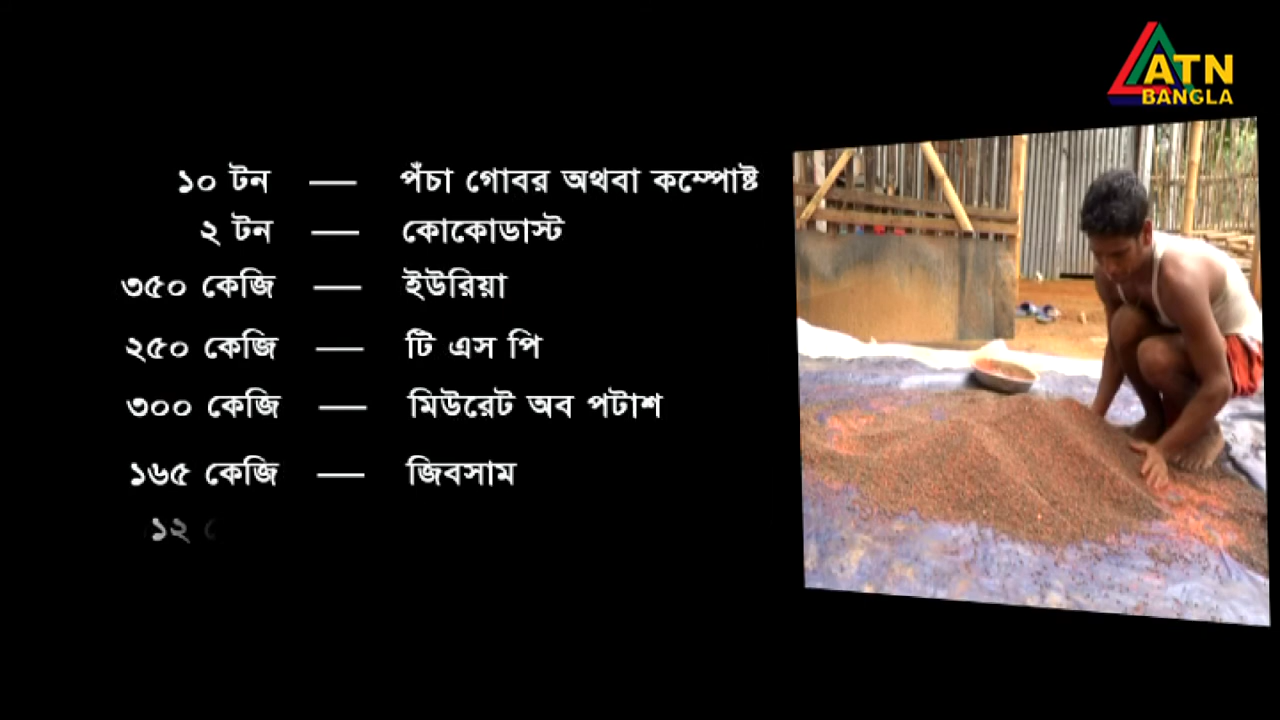 ATN
BANGLA
১০ টন — পঁচা গোবর অথবা কম্পোষ্ট
২ টন — কোকোডাস্ট
৩৫০ কেজি — ইউরিয়া
২৫০ কেজি — টি এস পি
৩০০ কেজি — মিউরেট অব পটাশ
১৬৫ কেজি — জিবসাম
১২